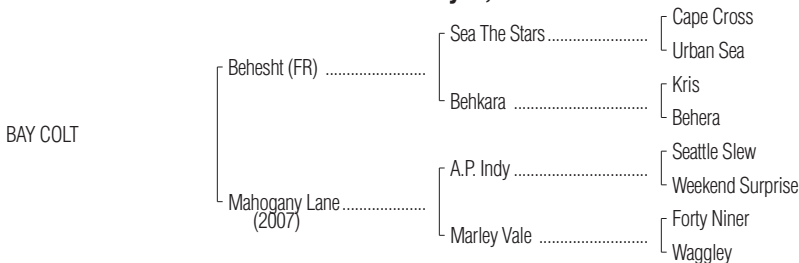 Cape Cross
Sea The Stars
Urban Sea
Behesht (FR)
Kris
Behkara
Behera
BAY COLT
Seattle Slew
A.P. Indy
Weekend Surprise
Mahogany Lane
(2007)
Forty Niner
Marley Vale
Waggley